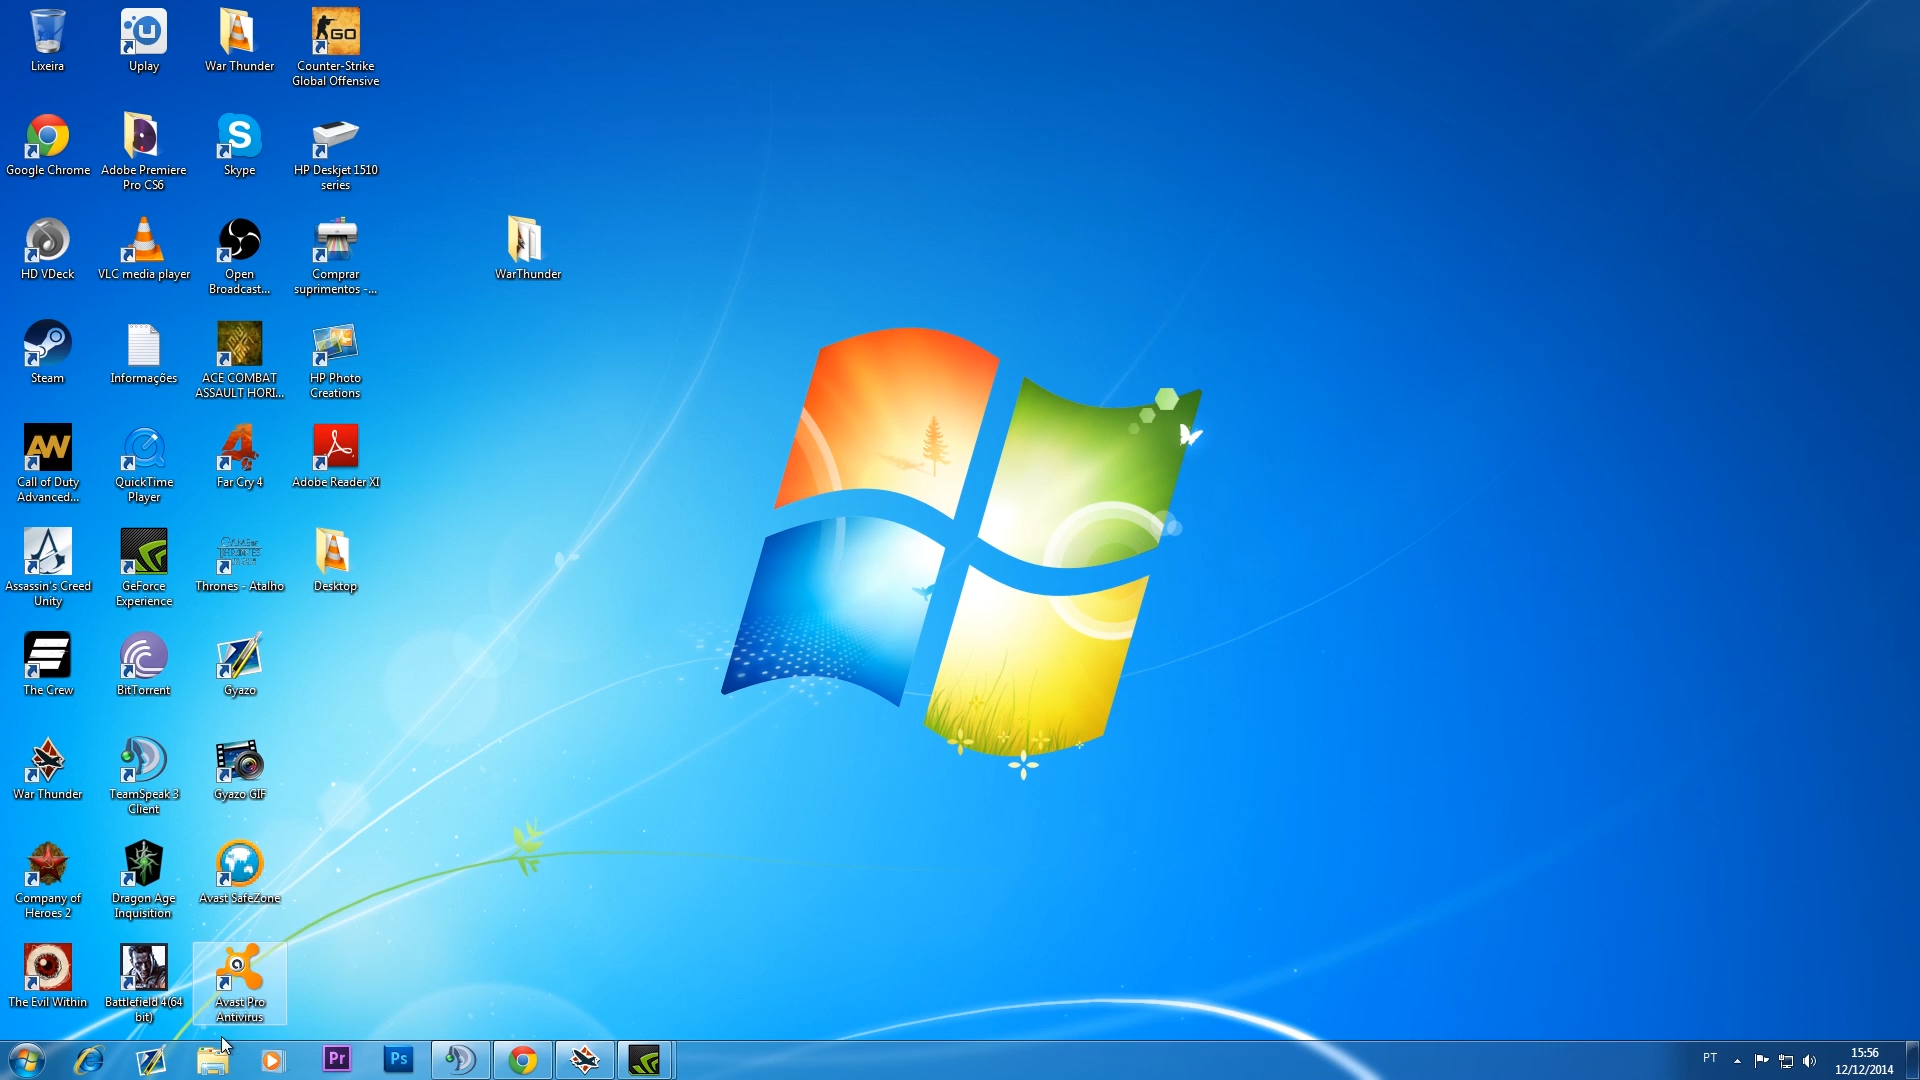 Lixeira
Uplay
War Thunder
GO
Counter-Strike
Global Offensive
Google Chrome
Adobe Premiere
Pro CS6
Skype
HP Deskjet 1510
series
HD VDeck
VLC media player
Open
Broadcast...
Comprar
suprimentos -...
WarThunder
Steam
Informações
ACE COMBAT
ASSAULT HORI...
HP Photo
Creations
AW
Call of Duty
Advanced...
QuickTime
Player
Far Cry 4
Adobe Reader XI
Assassin's Creed
Unity
GeForce
Experience
Thrones - Atalho
Desktop
The Crew
BitTorrent
Gyazo
War Thunder
TeamSpeak 3
Client
Gyazo GIF
Company of
Heroes 2
Dragon Age
Inquisition
Avast SafeZone
The Evil Within
Battlefield 4(64
bit)
Avast Pro
Antivirus
Pr
Ps
PT
15:56
12/12/2014